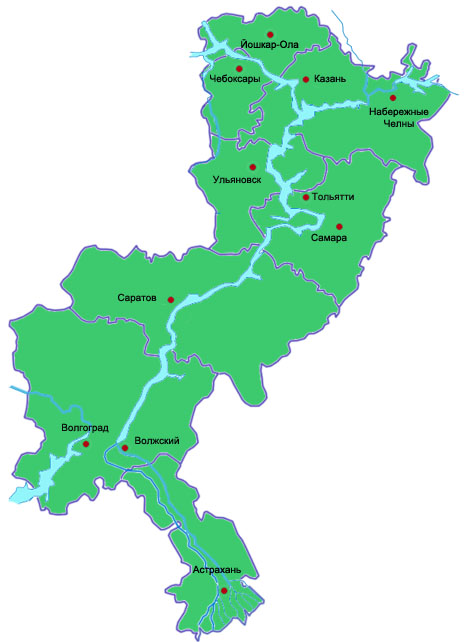 Йошкар-Ола
Чебоксары
Казань
Набережные
Челны
Ульяновск
Тольятти
Самара
Саратов
Волгоград
Волжский
Астрахань